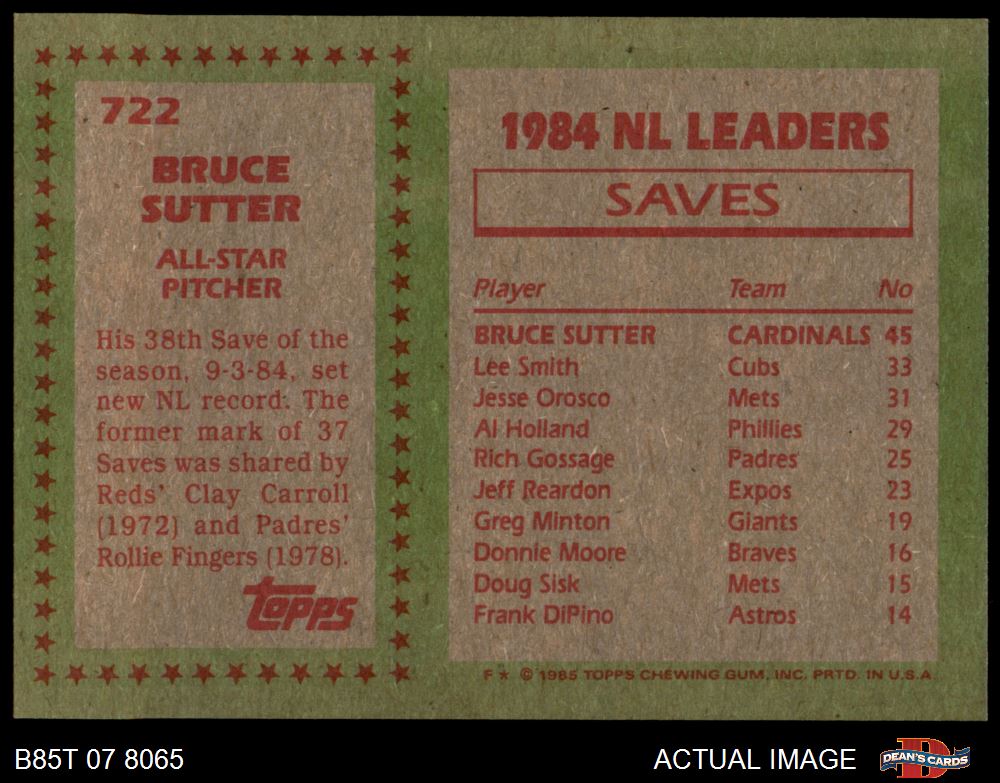 722
BRUCE
SUTTER
ALL-STAR
PITCHER
His 38th Save of the
season, 9-3-84, set
new NL record. The
former mark of 37
Saves was shared by
Reds' Clay Carroll
(1972) and Padres'
Rollie Fingers (1978).
Topps
1984 NL LEADERS
SAVES
Player Team No
BRUCE SUTTER CARDINALS 45
Lee Smith Cubs 33
Jesse Orosco Mets 31
Al Holland Phillies 29
Rich Gossage Padres 25
Jeff Reardon Expos 23
Greg Minton Giants 19
Donnie Moore Braves 16
Doug Sisk Mets 15
Frank DiPino Astros 14
F ★ © 1985 TOPPS CHEWING GUM, INC. PRTD. IN U.S.A.
B85T 07 8065
ACTUAL IMAGE
D
DEAN'S CARDS